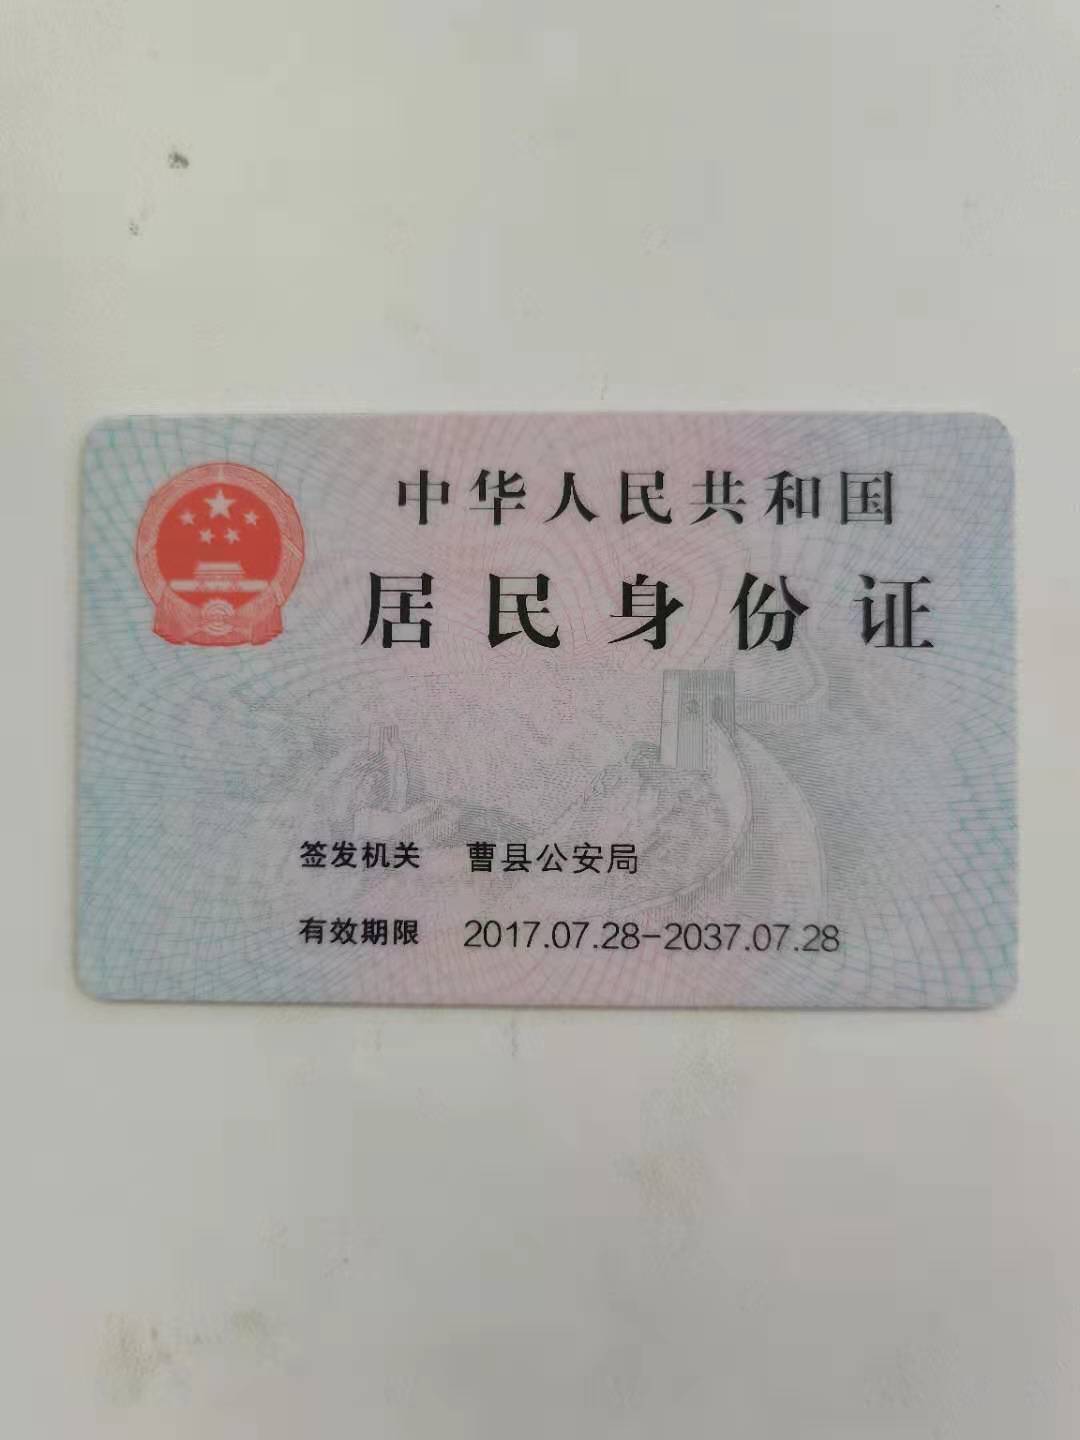 中华人民共和国
居民身份证
签发机关 曹县公安局
有效期限 2017.07.28-2037.07.28